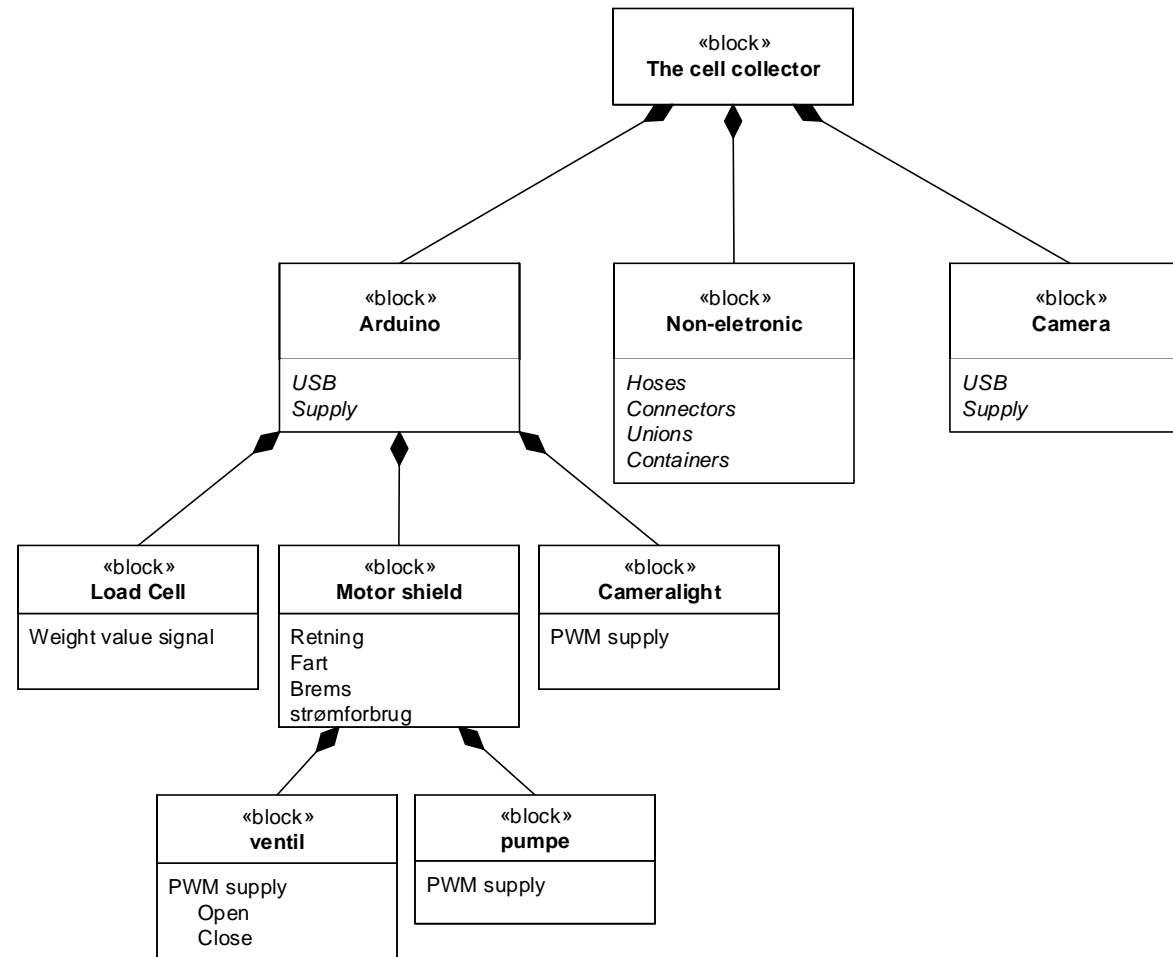 «block»
The cell collector
«block»
Arduino
USB
Supply
«block»
Non-eletronic
Hoses
Connectors
Unions
Containers
«block»
Camera
USB
Supply
«block»
Load Cell
Weight value signal
«block»
Motor shield
Retning
Fart
Brems
strømforbrug
«block»
Cameralight
PWM supply
«block»
ventil
PWM supply
Open
Close
«block»
pumpe
PWM supply